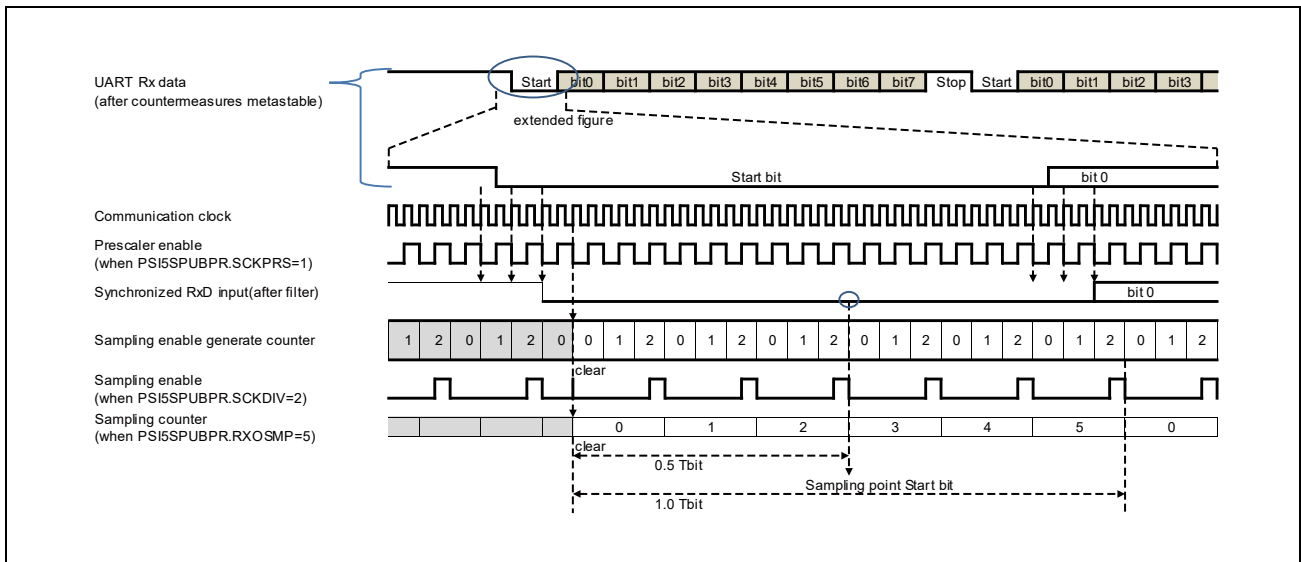 UART Rx data
(after countermeasures metastable)
Start bit0 bit1 bit2 bit3 bit4 bit5 bit6 bit7 Stop Start bit0 bit1 bit2 bit3
extended figure
Start bit bit 0
Communication clock
Prescaler enable
(when PSI5SPUBPR.SCKPRS=1)
Synchronized RxD input(after filter) bit 0
Sampling enable generate counter 1 2 0 1 2 0 0 1 2 0 1 2 0 1 2 0 1 2 0 1 2 0 1 2 0 1 2
clear
Sampling enable
(when PSI5SPUBPR.SCKDIV=2)
Sampling counter
(when PSI5SPUBPR.RXOSMP=5) 0 1 2 3 4 5 0
clear
0.5 Tbit
Sampling point Start bit
1.0 Tbit